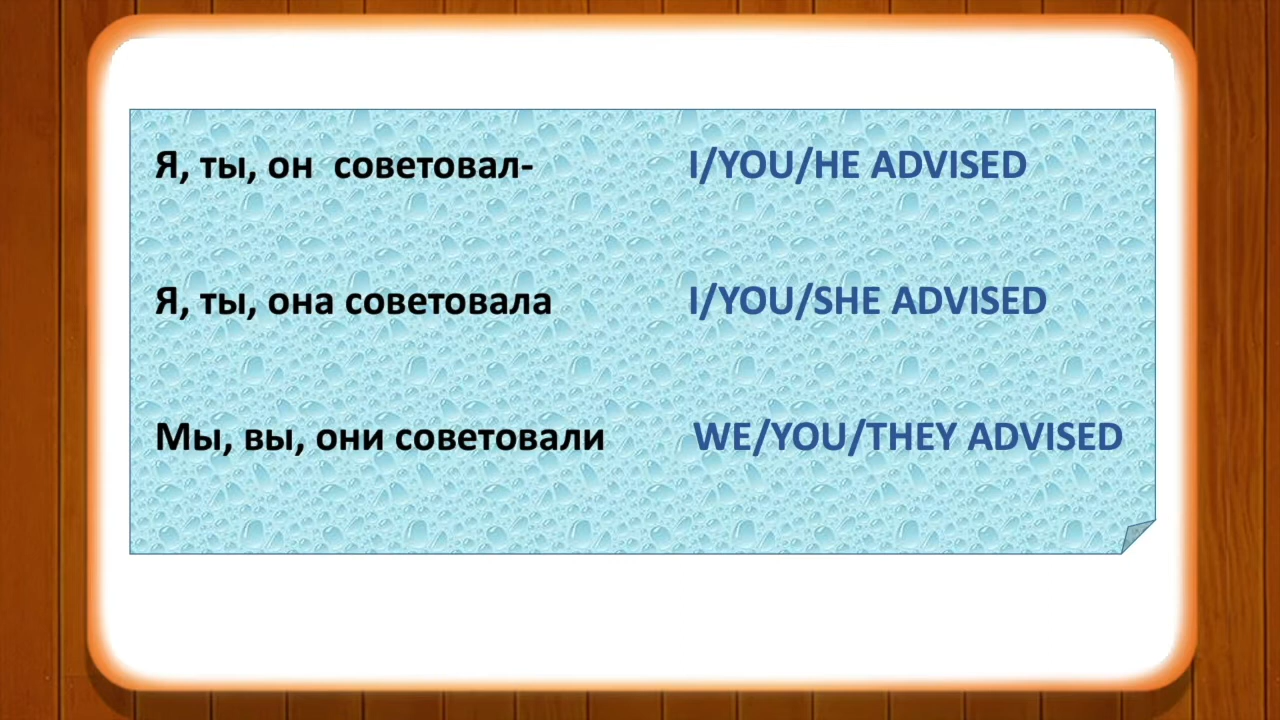 Я, ты, он  советовал- I/YOU/HE ADVISED
Я, ты, она советовала I/YOU/SHE ADVISED
Мы, вы, они советовали WE/YOU/THEY ADVISED